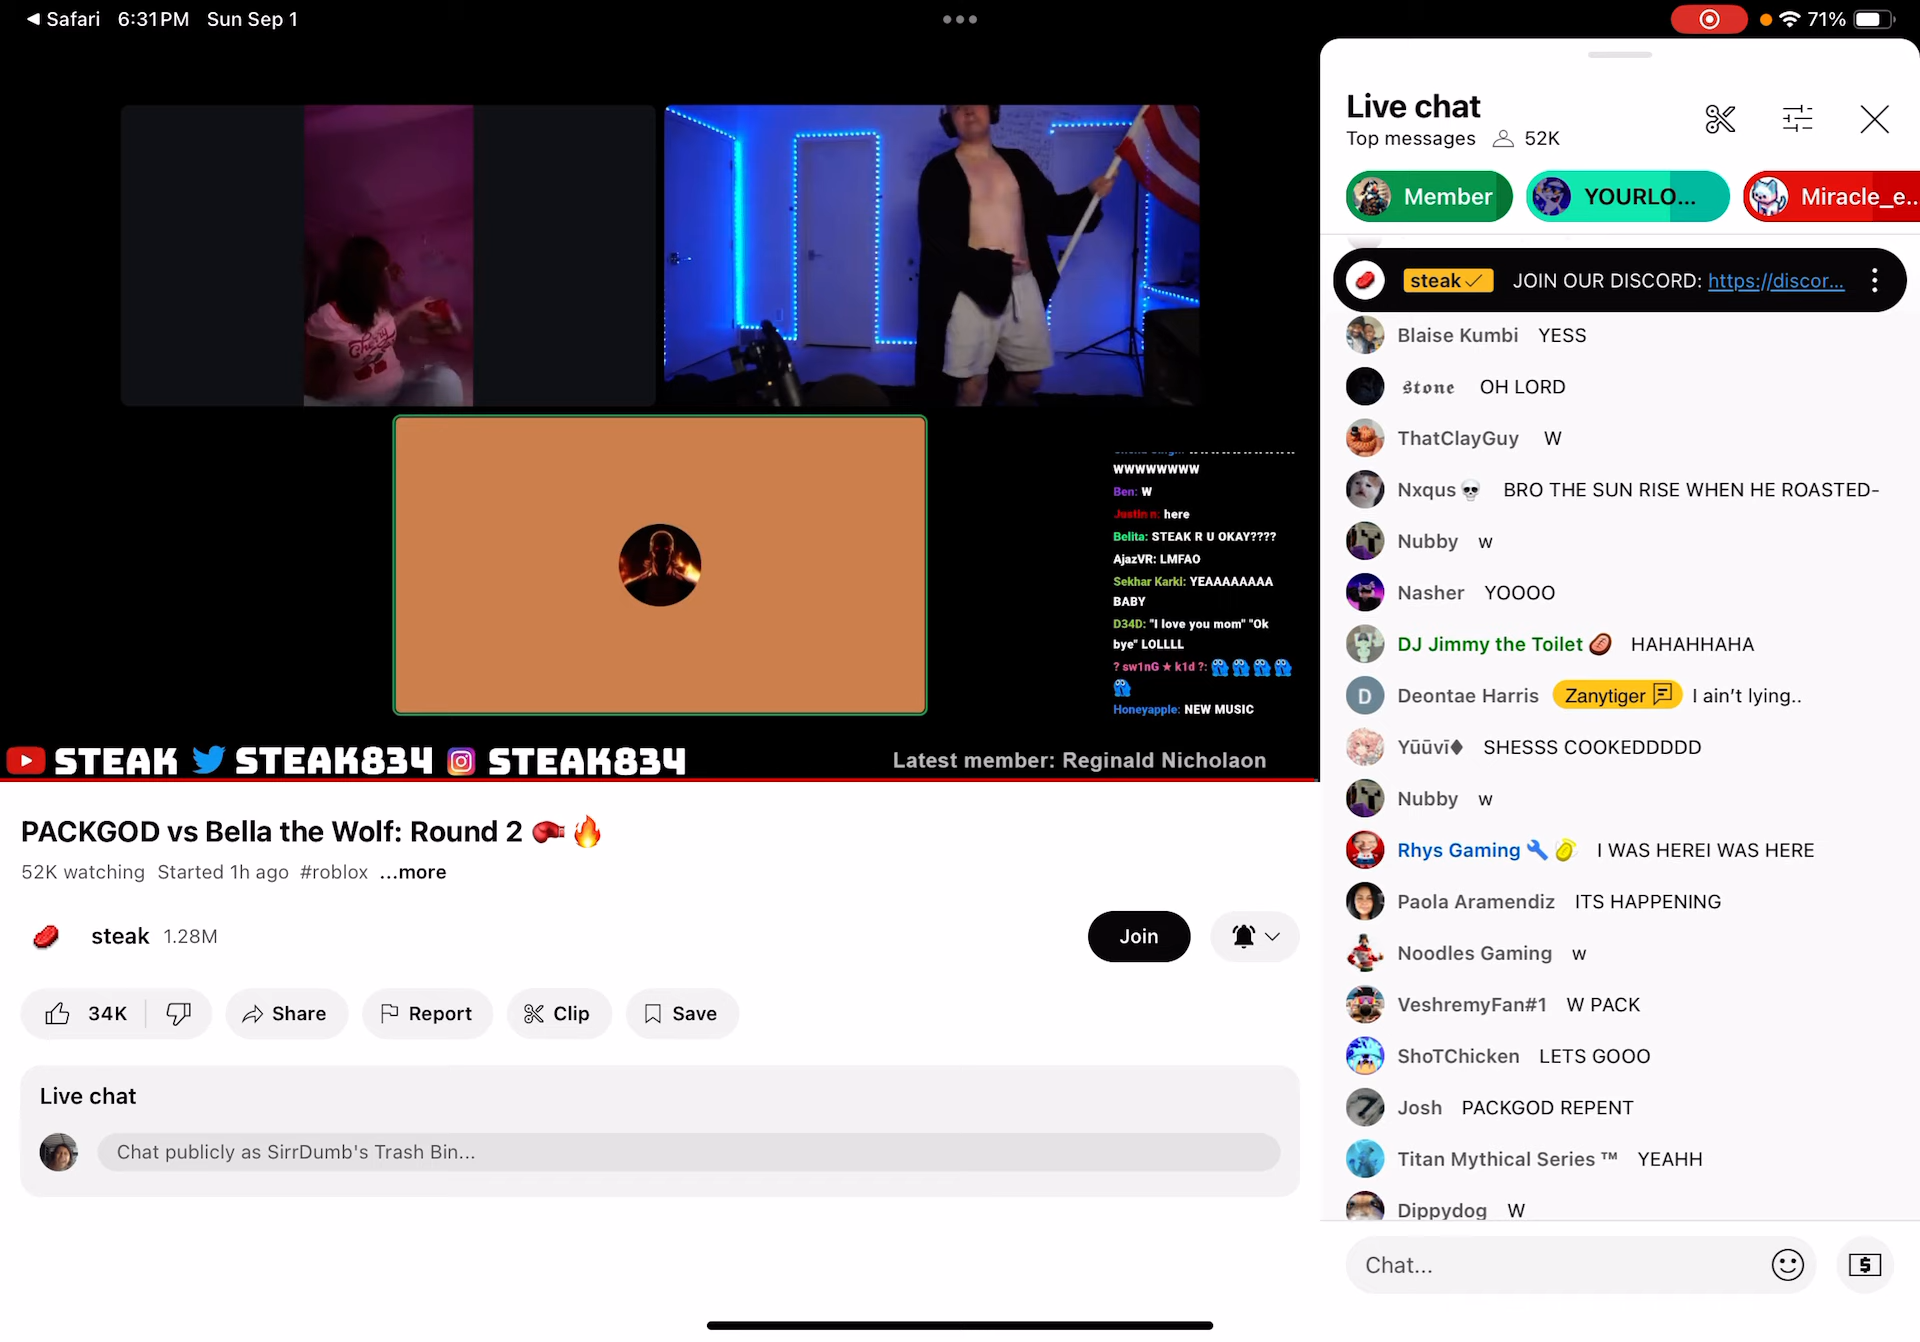 Safari 6:31 PM Sun Sep 1
71%
Cherry
WWWWWWWW
Ben: W
Justin n: here
Belita: STEAK R U OKAY????
AjazVR: LMFAO
Sekhar Karki: YEAAAAAAAA
BABY
D34D: "I love you mom" "Ok
bye" LOLLLL
? sw1nG ★ k1d ?:
Honeyapple: NEW MUSIC
STEAK STEAK834 STEAK834
Latest member: Reginald Nicholaon
PACKGOD vs Bella the Wolf: Round 2 🥊🔥
52K watching Started 1h ago #roblox ...more
steak 1.28M
Join
34K
Share
Report
Clip
Save
Live chat
Chat publicly as SirrDumb's Trash Bin...
Live chat
Top messages 52K
Member
YOURLO...
Miracle_e...
steak JOIN OUR DISCORD: https://discor...
Blaise Kumbi YESS
𝖘𝖙𝖔𝖓𝖊 OH LORD
ThatClayGuy W
Nxqus💀 BRO THE SUN RISE WHEN HE ROASTED-
Nubby w
Nasher YOOOO
DJ Jimmy the Toilet HAHAHHAHA
D Deontae Harris Zanytiger I ain't lying..
Yūūvī♦ SHESSS COOKEDDDDD
Nubby w
Rhys Gaming I WAS HEREI WAS HERE
Paola Aramendiz ITS HAPPENING
Noodles Gaming w
VeshremyFan#1 W PACK
ShoTChicken LETS GOOO
Josh PACKGOD REPENT
Titan Mythical Series ™ YEAHH
Dippydog W
Chat...